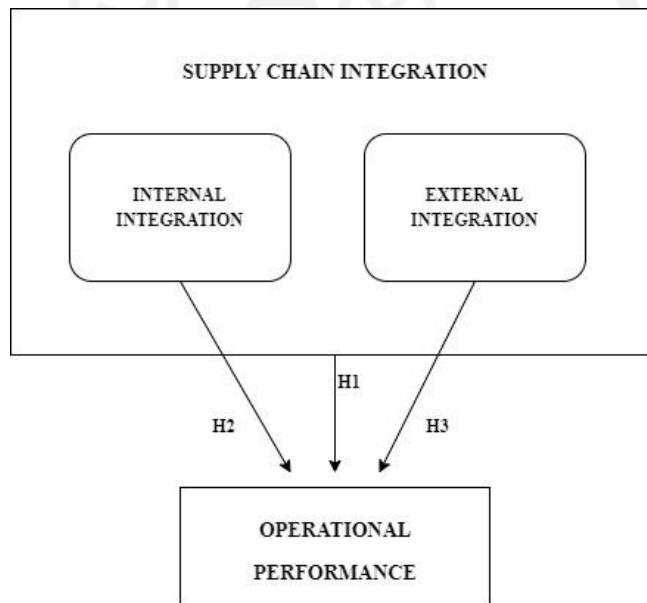 SUPPLY CHAIN INTEGRATION
INTERNAL
INTEGRATION
EXTERNAL
INTEGRATION
H1
H2
H3
OPERATIONAL
PERFORMANCE